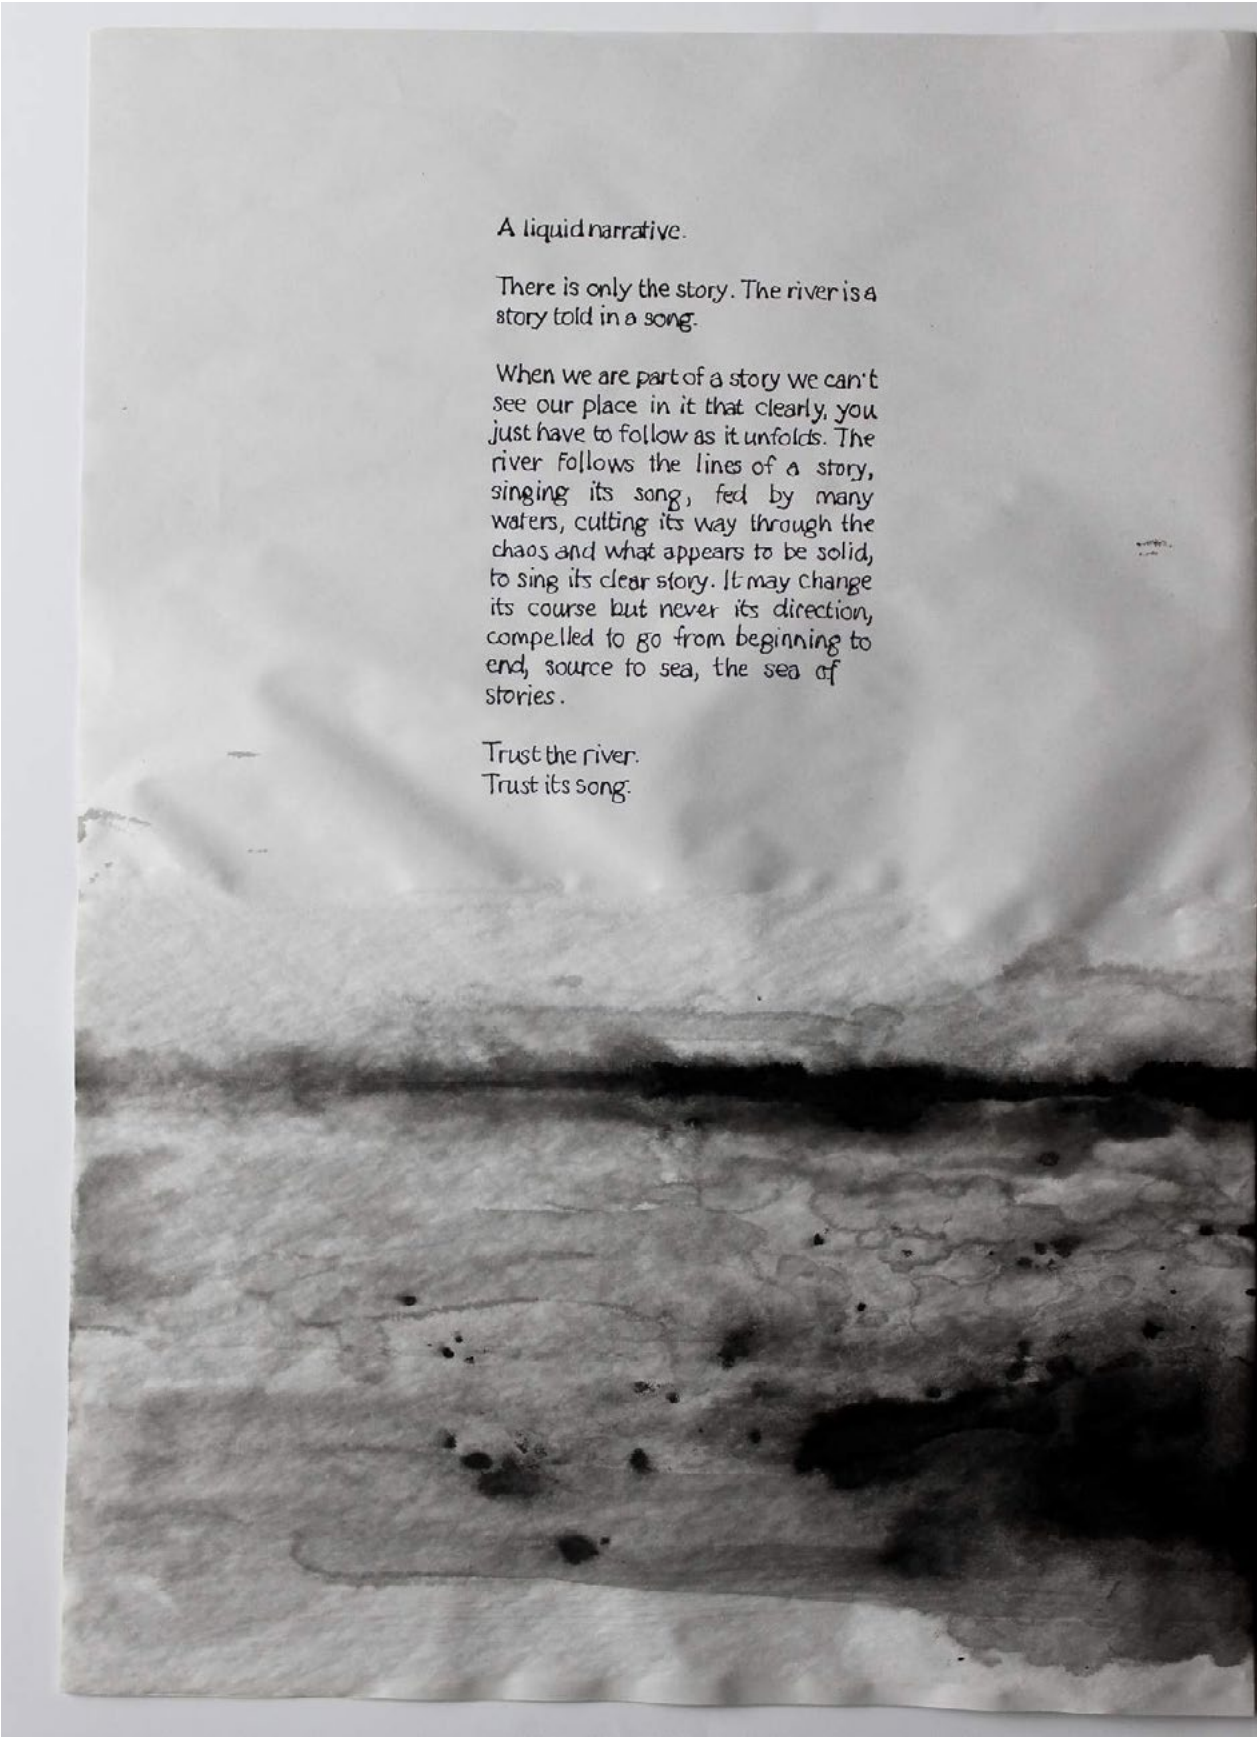 A liquid narrative.
There is only the story. The river is a
story told in a song.
When we are part of a story we can't
see our place in it that clearly, you
just have to follow as it unfolds. The
river follows the lines of a story,
singing its song, fed by many
waters, cutting its way through the
chaos and what appears to be solid,
to sing its clear story. It may change
its course but never its direction,
compelled to go from beginning to
end, source to sea, the sea of
stories.
Trust the river.
Trust its song.